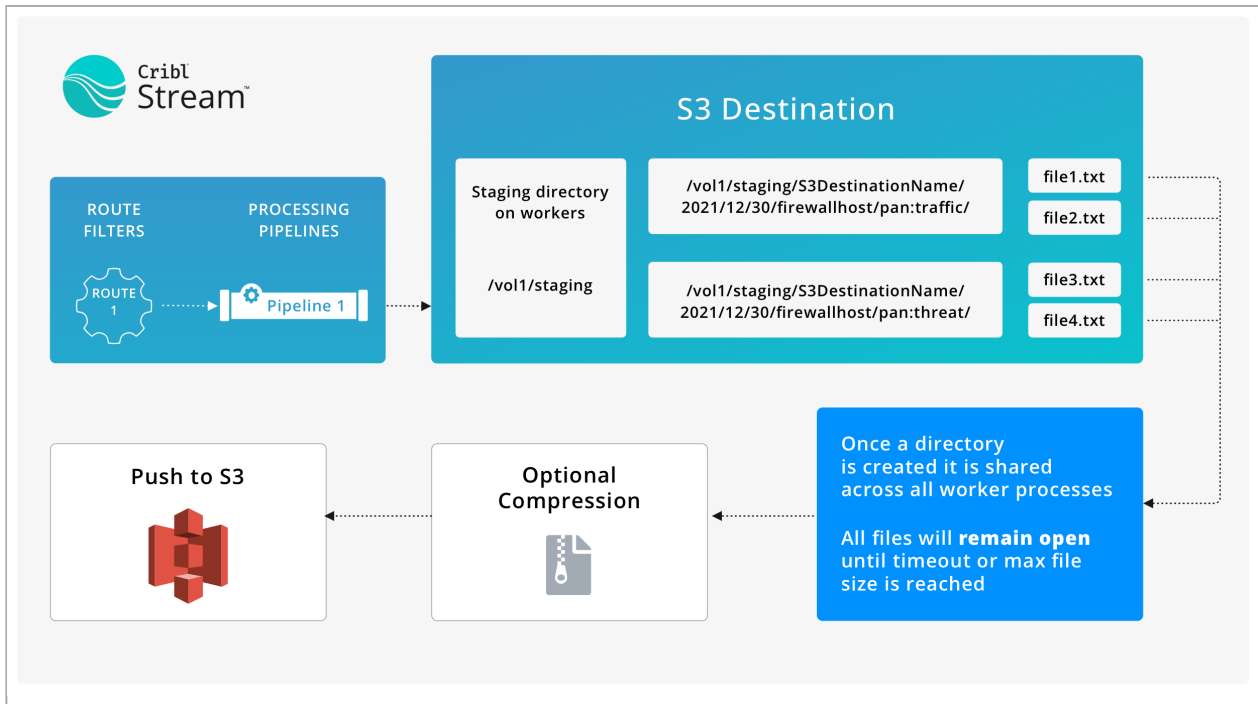 Cribl
Stream™
S3 Destination
ROUTE
FILTERS
PROCESSING
PIPELINES
ROUTE
1
Pipeline 1
Staging directory
on workers
/vol1/staging
/vol1/staging/S3DestinationName/
2021/12/30/firewallhost/pan:traffic/
/vol1/staging/S3DestinationName/
2021/12/30/firewallhost/pan:threat/
file1.txt
file2.txt
file3.txt
file4.txt
Push to S3
Optional
Compression
Once a directory
is created it is shared
across all worker processes
All files will remain open
until timeout or max file
size is reached